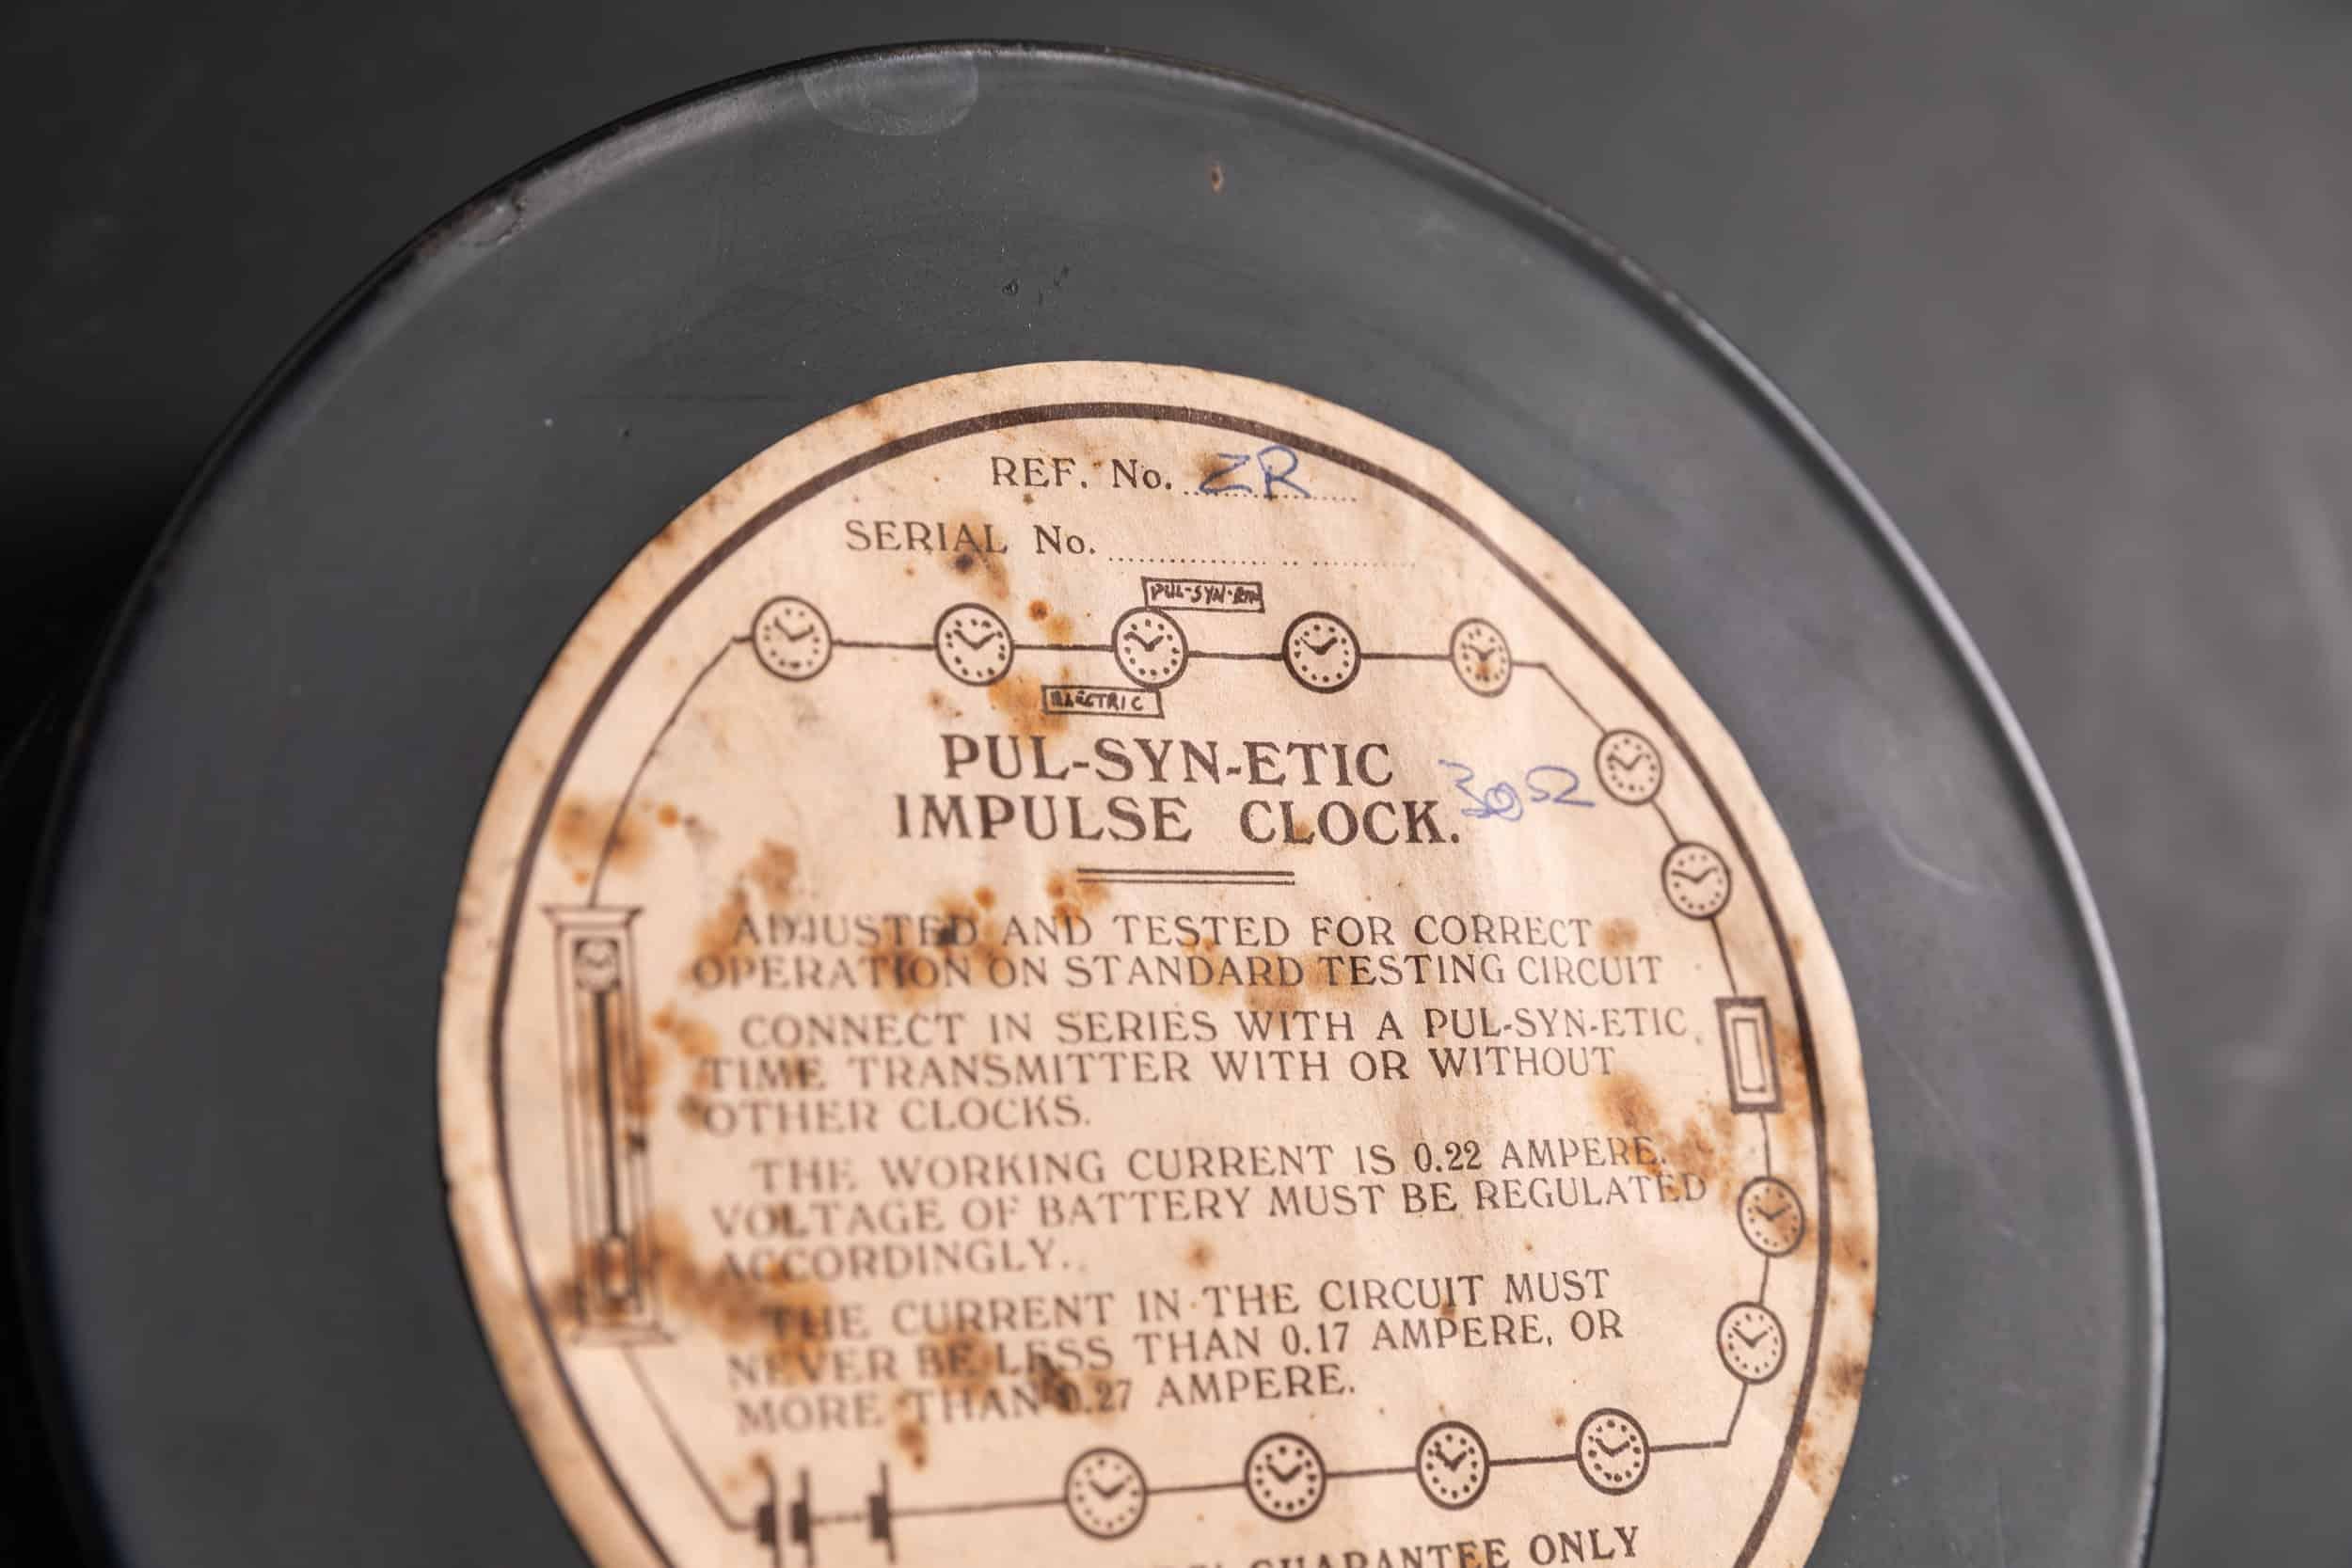 REF. No. ZR
SERIAL No.
PUL-SYN-ETIC
ELECTRIC
PUL-SYN-ETIC
IMPULSE CLOCK. 30Ω
ADJUSTED AND TESTED FOR CORRECT
OPERATION ON STANDARD TESTING CIRCUIT
CONNECT IN SERIES WITH A PUL-SYN-ETIC
TIME TRANSMITTER WITH OR WITHOUT
OTHER CLOCKS.
THE WORKING CURRENT IS 0.22 AMPERE.
VOLTAGE OF BATTERY MUST BE REGULATED
ACCORDINGLY.
THE CURRENT IN THE CIRCUIT MUST
NEVER BE LESS THAN 0.17 AMPERE, OR
MORE THAN 0.27 AMPERE.
GUARANTEE ONLY